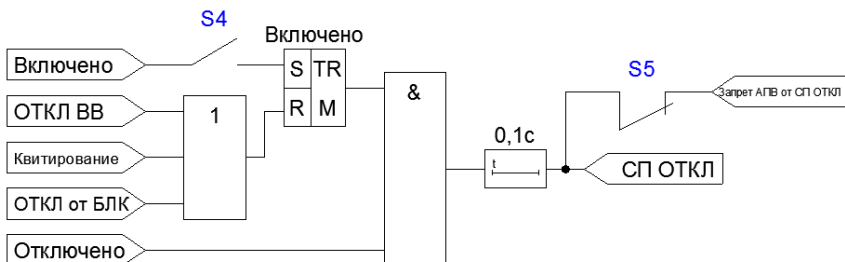 S4
Включено
Включено
S TR
R M
ОТКЛ ВВ
1
Квитирование
ОТКЛ от БЛК
Отключено
&
0,1с
t
S5
Запрет АПВ от СП ОТКЛ
СП ОТКЛ